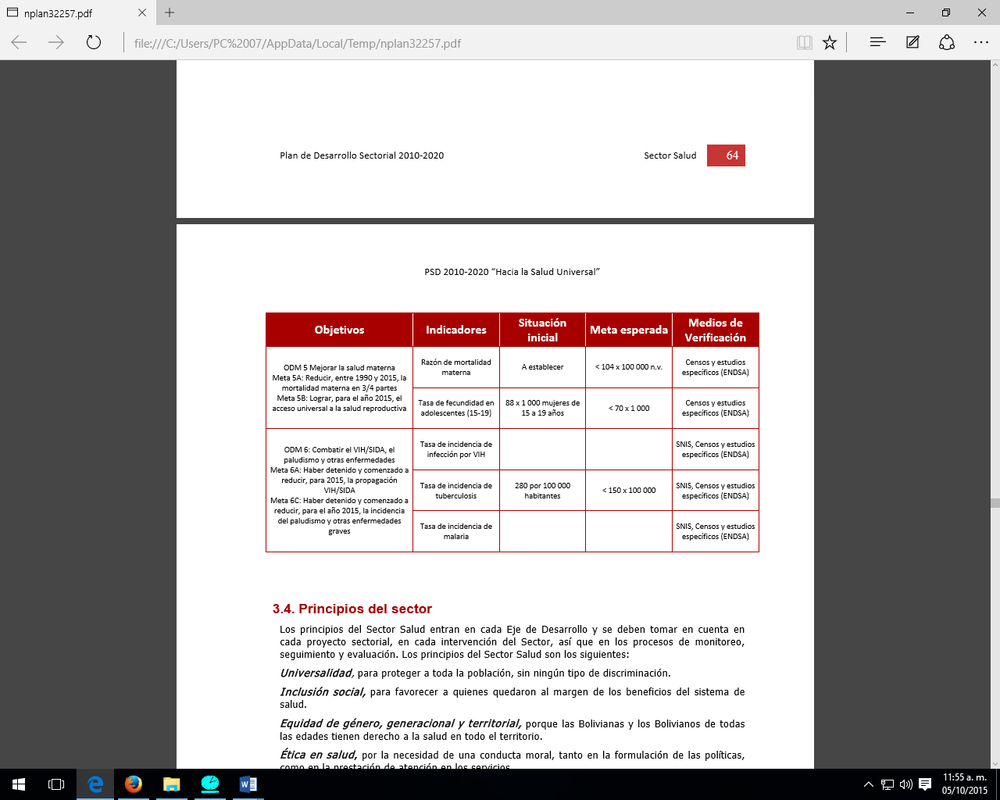 nplan32257.pdf
file:///C:/Users/PC%2007/AppData/Local/Temp/nplan32257.pdf
Plan de Desarrollo Sectorial 2010-2020 Sector Salud 64
PSD 2010-2020 “Hacia la Salud Universal”
Objetivos
Indicadores
Situación
inicial
Meta esperada
Medios de
Verificación
ODM 5 Mejorar la salud materna
Meta 5A: Reducir, entre 1990 y 2015, la
mortalidad materna en 3/4 partes
Meta 5B: Lograr, para el año 2015, el
acceso universal a la salud reproductiva
Razón de mortalidad
materna
A establecer
< 104 x 100 000 n.v.
Censos y estudios
específicos (ENDSA)
Tasa de fecundidad en
adolescentes (15-19)
88 x 1 000 mujeres de
15 a 19 años
< 70 x 1 000
Censos y estudios
específicos (ENDSA)
ODM 6: Combatir el VIH/SIDA, el
paludismo y otras enfermedades
Meta 6A: Haber detenido y comenzado a
reducir, para 2015, la propagación
VIH/SIDA
Meta 6C: Haber detenido y comenzado a
reducir, para el año 2015, la incidencia
del paludismo y otras enfermedades
graves
Tasa de incidencia de
infección por VIH
SNIS, Censos y estudios
específicos (ENDSA)
Tasa de incidencia de
tuberculosis
280 por 100 000
habitantes
< 150 x 100 000
SNIS, Censos y estudios
específicos (ENDSA)
Tasa de incidencia de
malaria
SNIS, Censos y estudios
específicos (ENDSA)
3.4. Principios del sector
Los principios del Sector Salud entran en cada Eje de Desarrollo y se deben tomar en cuenta en
cada proyecto sectorial, en cada intervención del Sector, así que en los procesos de monitoreo,
seguimiento y evaluación. Los principios del Sector Salud son los siguientes:
Universalidad, para proteger a toda la población, sin ningún tipo de discriminación.
Inclusión social, para favorecer a quienes quedaron al margen de los beneficios del sistema de
salud.
Equidad de género, generacional y territorial, porque las Bolivianas y los Bolivianos de todas
las edades tienen derecho a la salud en todo el territorio.
Ética en salud, por la necesidad de una conducta moral, tanto en la formulación de las políticas,
como en la prestación de atención en los servicios.
11:55 a. m.
05/10/2015